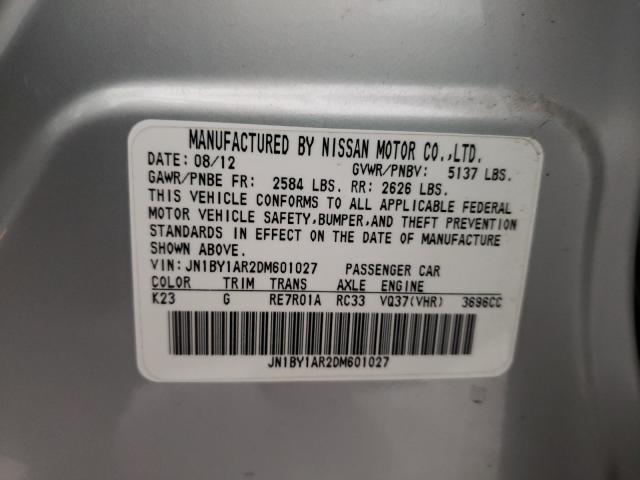 MANUFACTURED BY NISSAN MOTOR CO.,LTD.
DATE: 08/12 GVWR/PNBV: 5137 LBS.
GAWR/PNBE FR: 2584 LBS. RR: 2626 LBS.
THIS VEHICLE CONFORMS TO ALL APPLICABLE FEDERAL
MOTOR VEHICLE SAFETY,BUMPER,AND THEFT PREVENTION
STANDARDS IN EFFECT ON THE DATE OF MANUFACTURE
SHOWN ABOVE.
VIN:JN1BY1AR2DM601027 PASSENGER CAR
COLOR TRIM TRANS AXLE ENGINE
K23 G RE7R01A RC33 VQ37(VHR) 3696CC
JN1BY1AR2DM601027